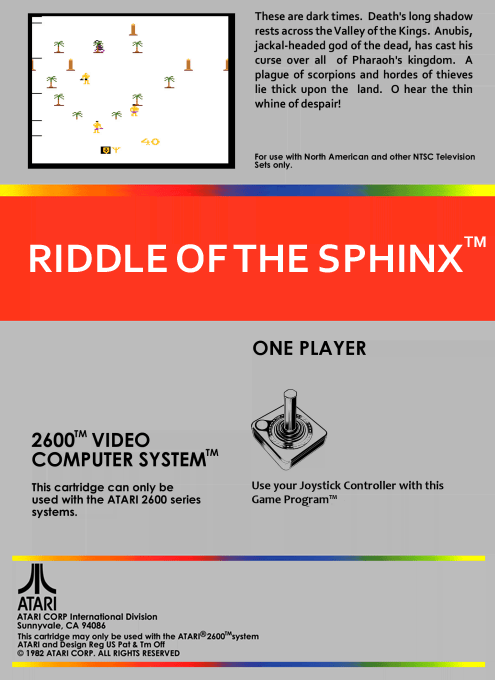 These are dark times. Death's long shadow
rests across the Valley of the Kings. Anubis,
jackal-headed god of the dead, has cast his
curse over all of Pharaoh's kingdom. A
plague of scorpions and hordes of thieves
lie thick upon the land. O hear the thin
whine of despair!
40
For use with North American and other NTSC Television
Sets only.
RIDDLE OF THE SPHINX™
ONE PLAYER
2600™ VIDEO
COMPUTER SYSTEM™
This cartridge can only be
used with the ATARI 2600 series
systems.
Use your Joystick Controller with this
Game Program™
ATARI
ATARI CORP International Division
Sunnyvale, CA 94086
This cartridge may only be used with the ATARI®2600™system
ATARI and Design Reg US Pat & Tm Off
© 1982 ATARI CORP. ALL RIGHTS RESERVED